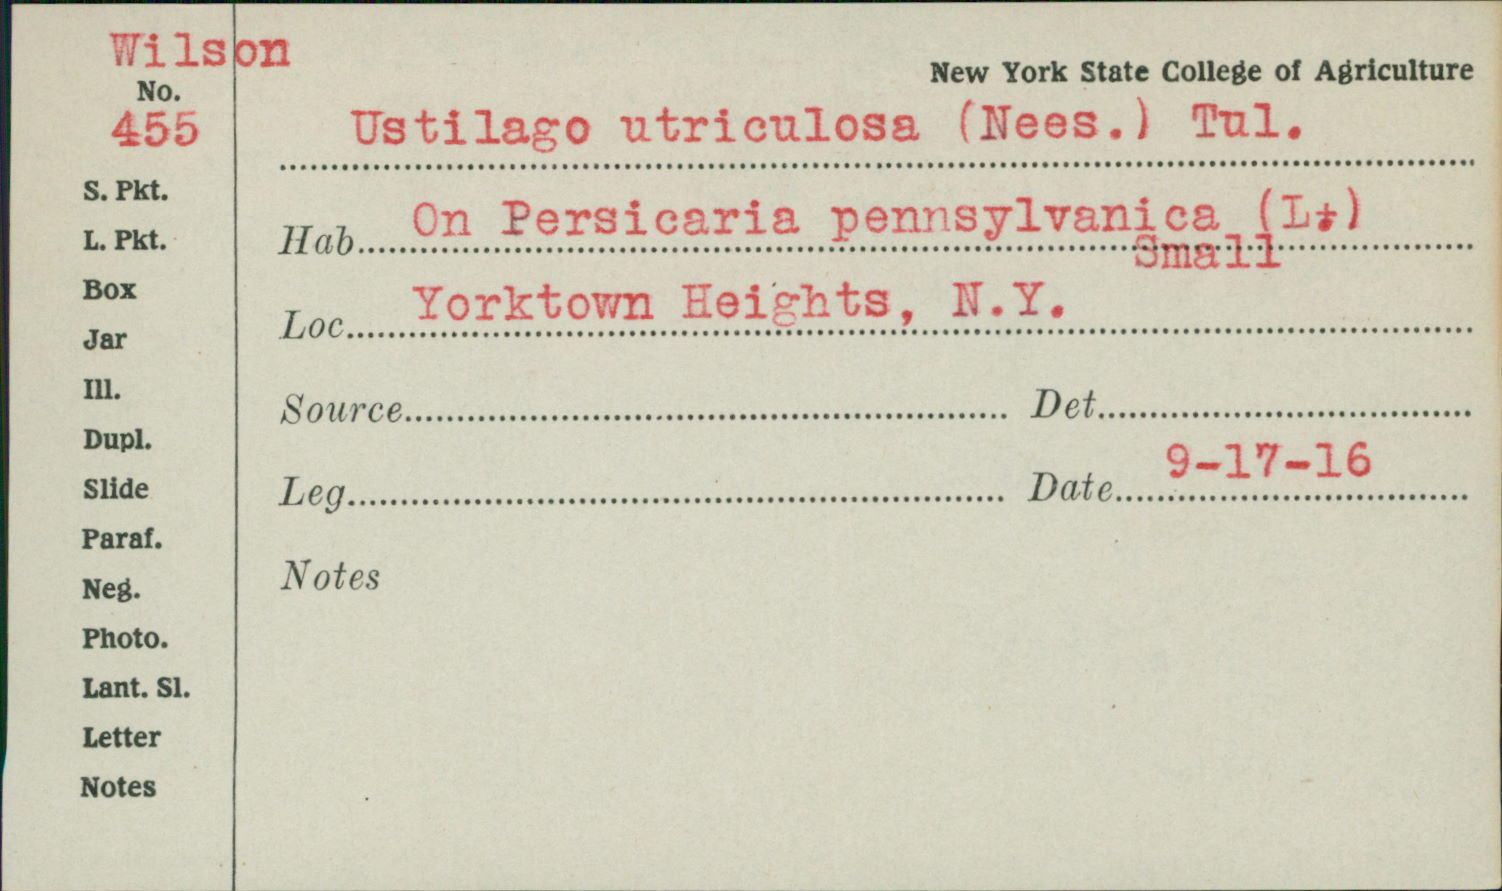 Wilson
No.
455
New York State College of Agriculture
Ustilago utriculosa (Nees.) Tul.
Hab. On Persicaria pennsylvanica (L.)
Small
Loc. Yorktown Heights, N.Y.
Source
Det.
Leg.
Date 9-17-16
Notes
S. Pkt.
L. Pkt.
Box
Jar
Ill.
Dupl.
Slide
Paraf.
Neg.
Photo.
Lant. Sl.
Letter
Notes